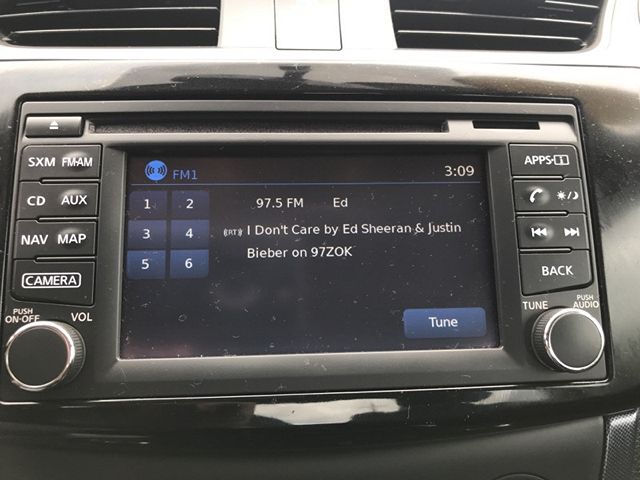 SXM FM-AM
CD AUX
NAV MAP
CAMERA
PUSH
ON-OFF
VOL
FM1
3:09
1 2
3 4
5 6
97.5 FM Ed
(RT) I Don't Care by Ed Sheeran & Justin
Bieber on 97ZOK
Tune
APPS-i
BACK
TUNE
PUSH
AUDIO